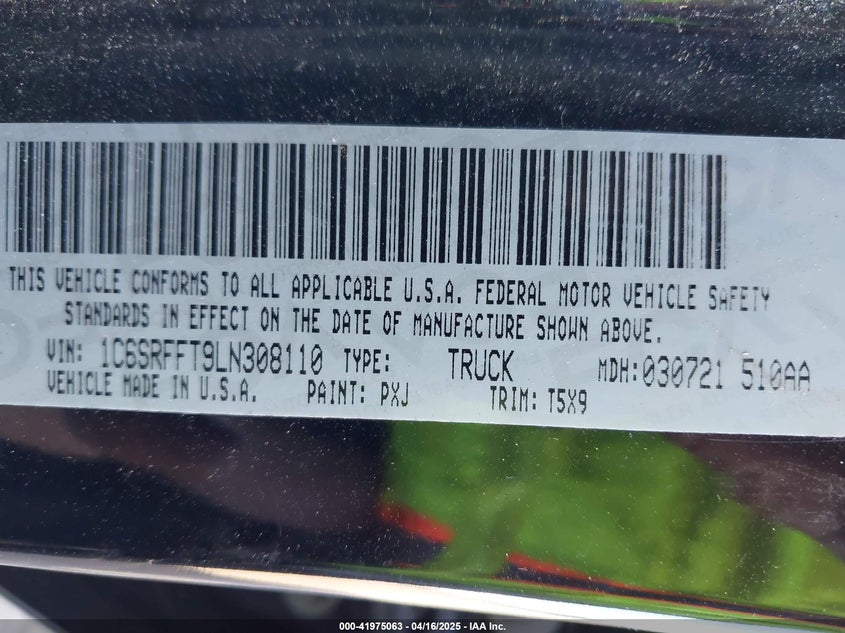 THIS VEHICLE CONFORMS TO ALL APPLICABLE U.S.A. FEDERAL MOTOR VEHICLE SAFETY
STANDARDS IN EFFECT ON THE DATE OF MANUFACTURE SHOWN ABOVE.
VIN: 1C6SRFFT9LN308110 TYPE: TRUCK MDH:030721 510AA
VEHICLE MADE IN U.S.A. PAINT: PXJ TRIM: T5X9
000-41975063 - 04/16/2025 - IAA Inc.